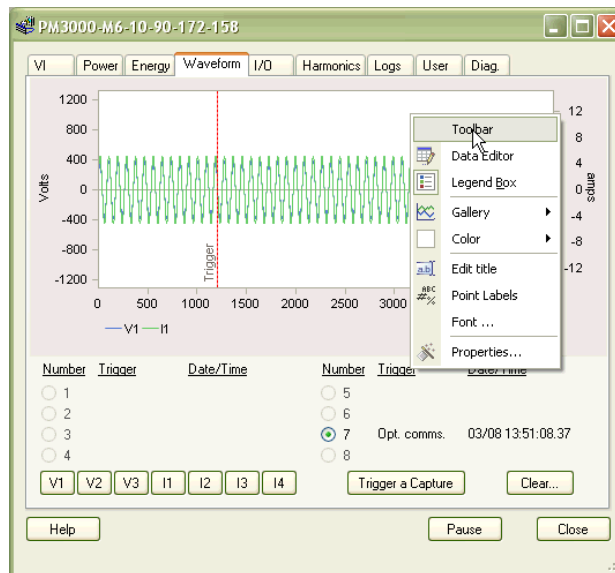 PM3000-M6-10-90-172-158
VI Power Energy Waveform I/O Harmonics Logs User Diag.
1200
800
400
0
-400
-800
-1200
Volts
12
8
4
0
-4
-8
-12
amps
Trigger
0 500 1000 1500 2000 2500 3000
V1 I1
Toolbar
Data Editor
Legend Box
Gallery
Color
Edit title
Point Labels
Font ...
Properties...
Number Trigger Date/Time Number Trigger Date/Time
1 5
2 6
3 7 Opt. comms. 03/08 13:51:08.37
4 8
V1 V2 V3 I1 I2 I3 I4 Trigger a Capture Clear...
Help Pause Close